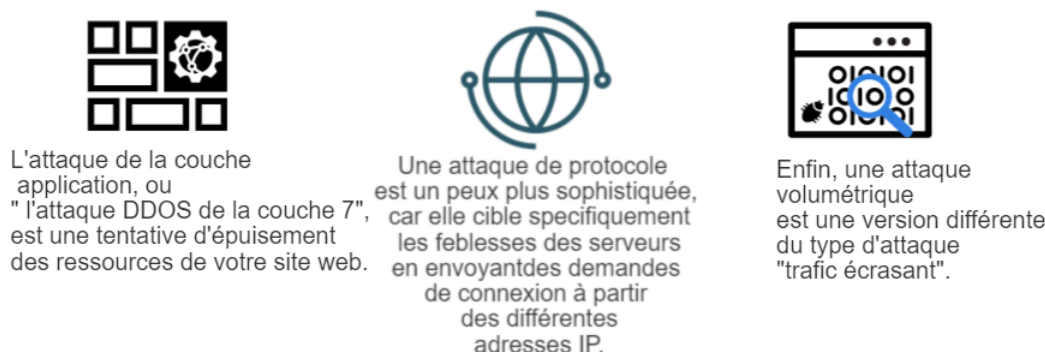 L'attaque de la couche
application, ou
" l'attaque DDOS de la couche 7",
est une tentative d'épuisement
des ressources de votre site web.
Une attaque de protocole
est un peux plus sophistiquée,
car elle cible specifiquement
les feblesses des serveurs
en envoyantdes demandes
de connexion à partir
des différentes
adresses IP.
Enfin, une attaque
volumétrique
est une version différente
du type d'attaque
"trafic écrasant".